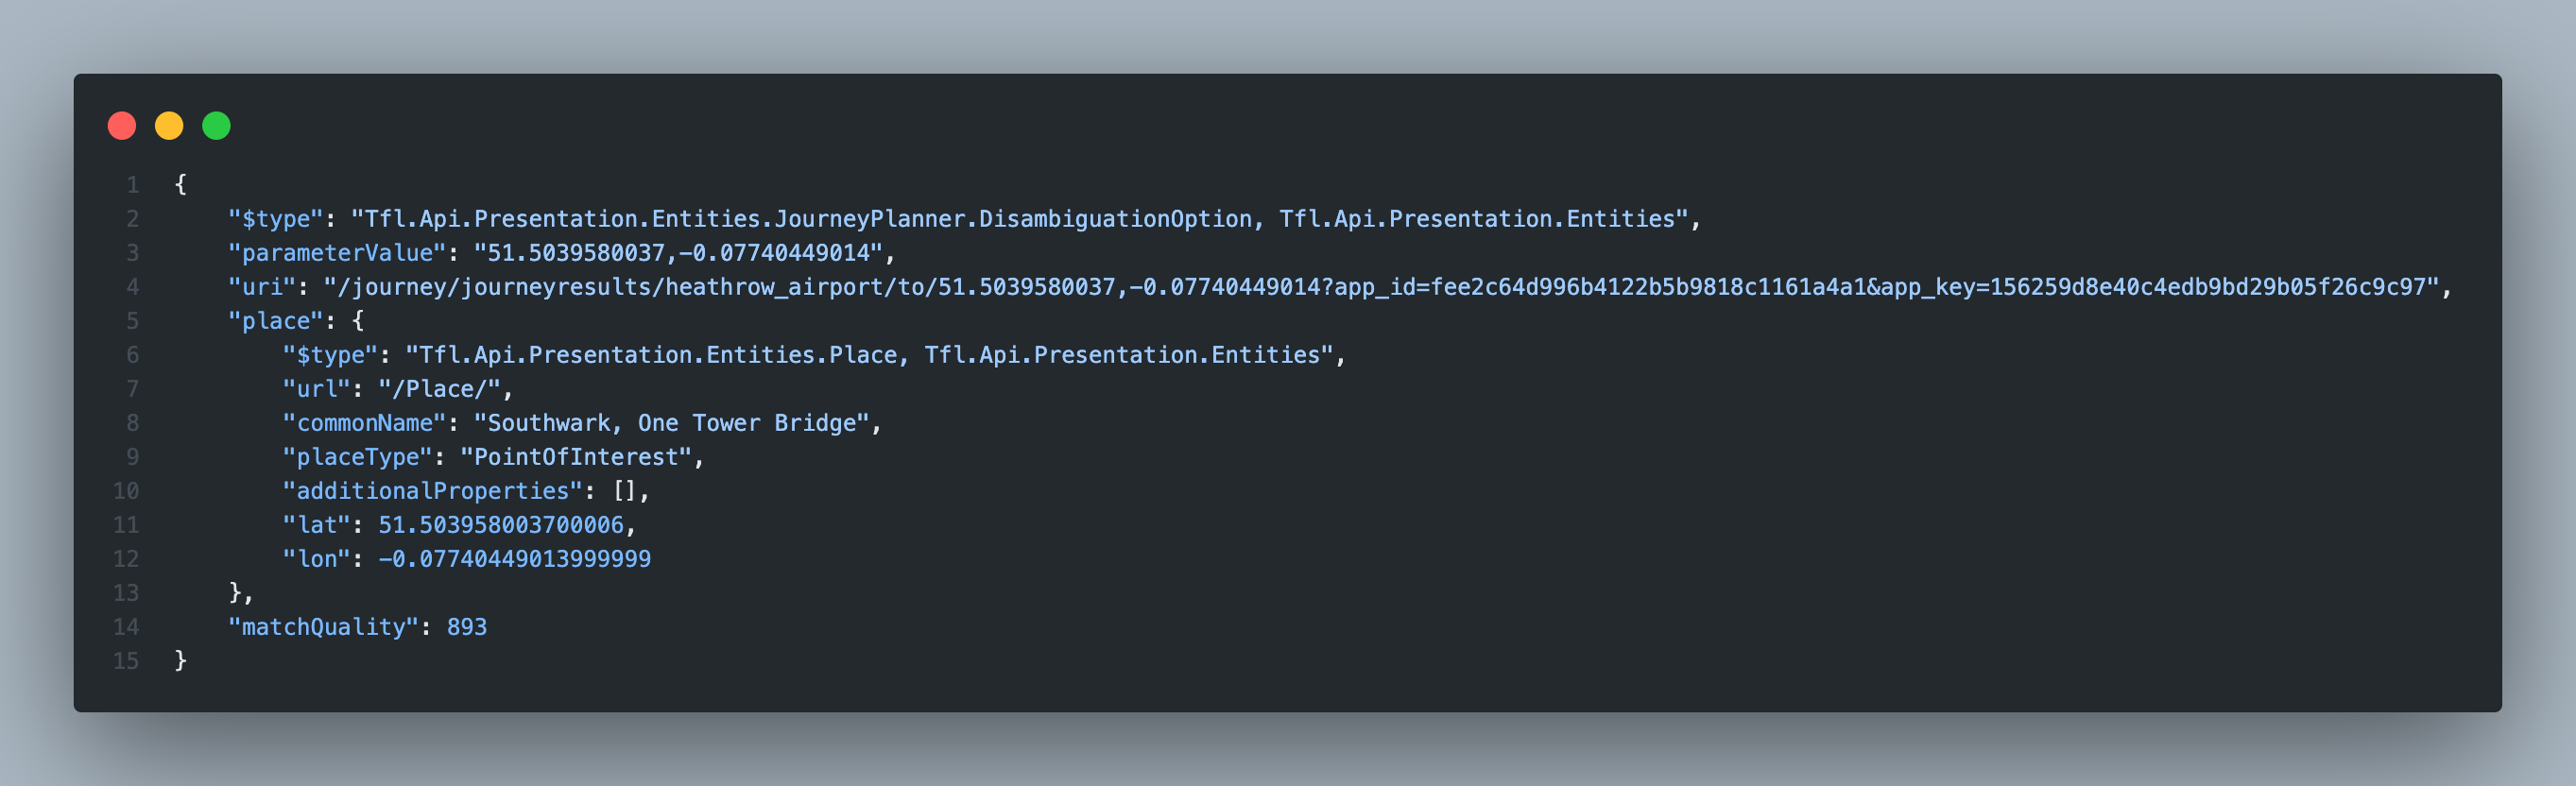 1 {
2     "$type": "Tfl.Api.Presentation.Entities.JourneyPlanner.DisambiguationOption, Tfl.Api.Presentation.Entities",
3     "parameterValue": "51.5039580037,-0.07740449014",
4     "uri": "/journey/journeyresults/heathrow_airport/to/51.5039580037,-0.07740449014?app_id=fee2c64d996b4122b5b9818c1161a4a1&app_key=156259d8e40c4edb9bd29b05f26c9c97",
5     "place": {
6         "$type": "Tfl.Api.Presentation.Entities.Place, Tfl.Api.Presentation.Entities",
7         "url": "/Place/",
8         "commonName": "Southwark, One Tower Bridge",
9         "placeType": "PointOfInterest",
10         "additionalProperties": [],
11         "lat": 51.503958003700006,
12         "lon": -0.07740449013999999
13     },
14     "matchQuality": 893
15 }